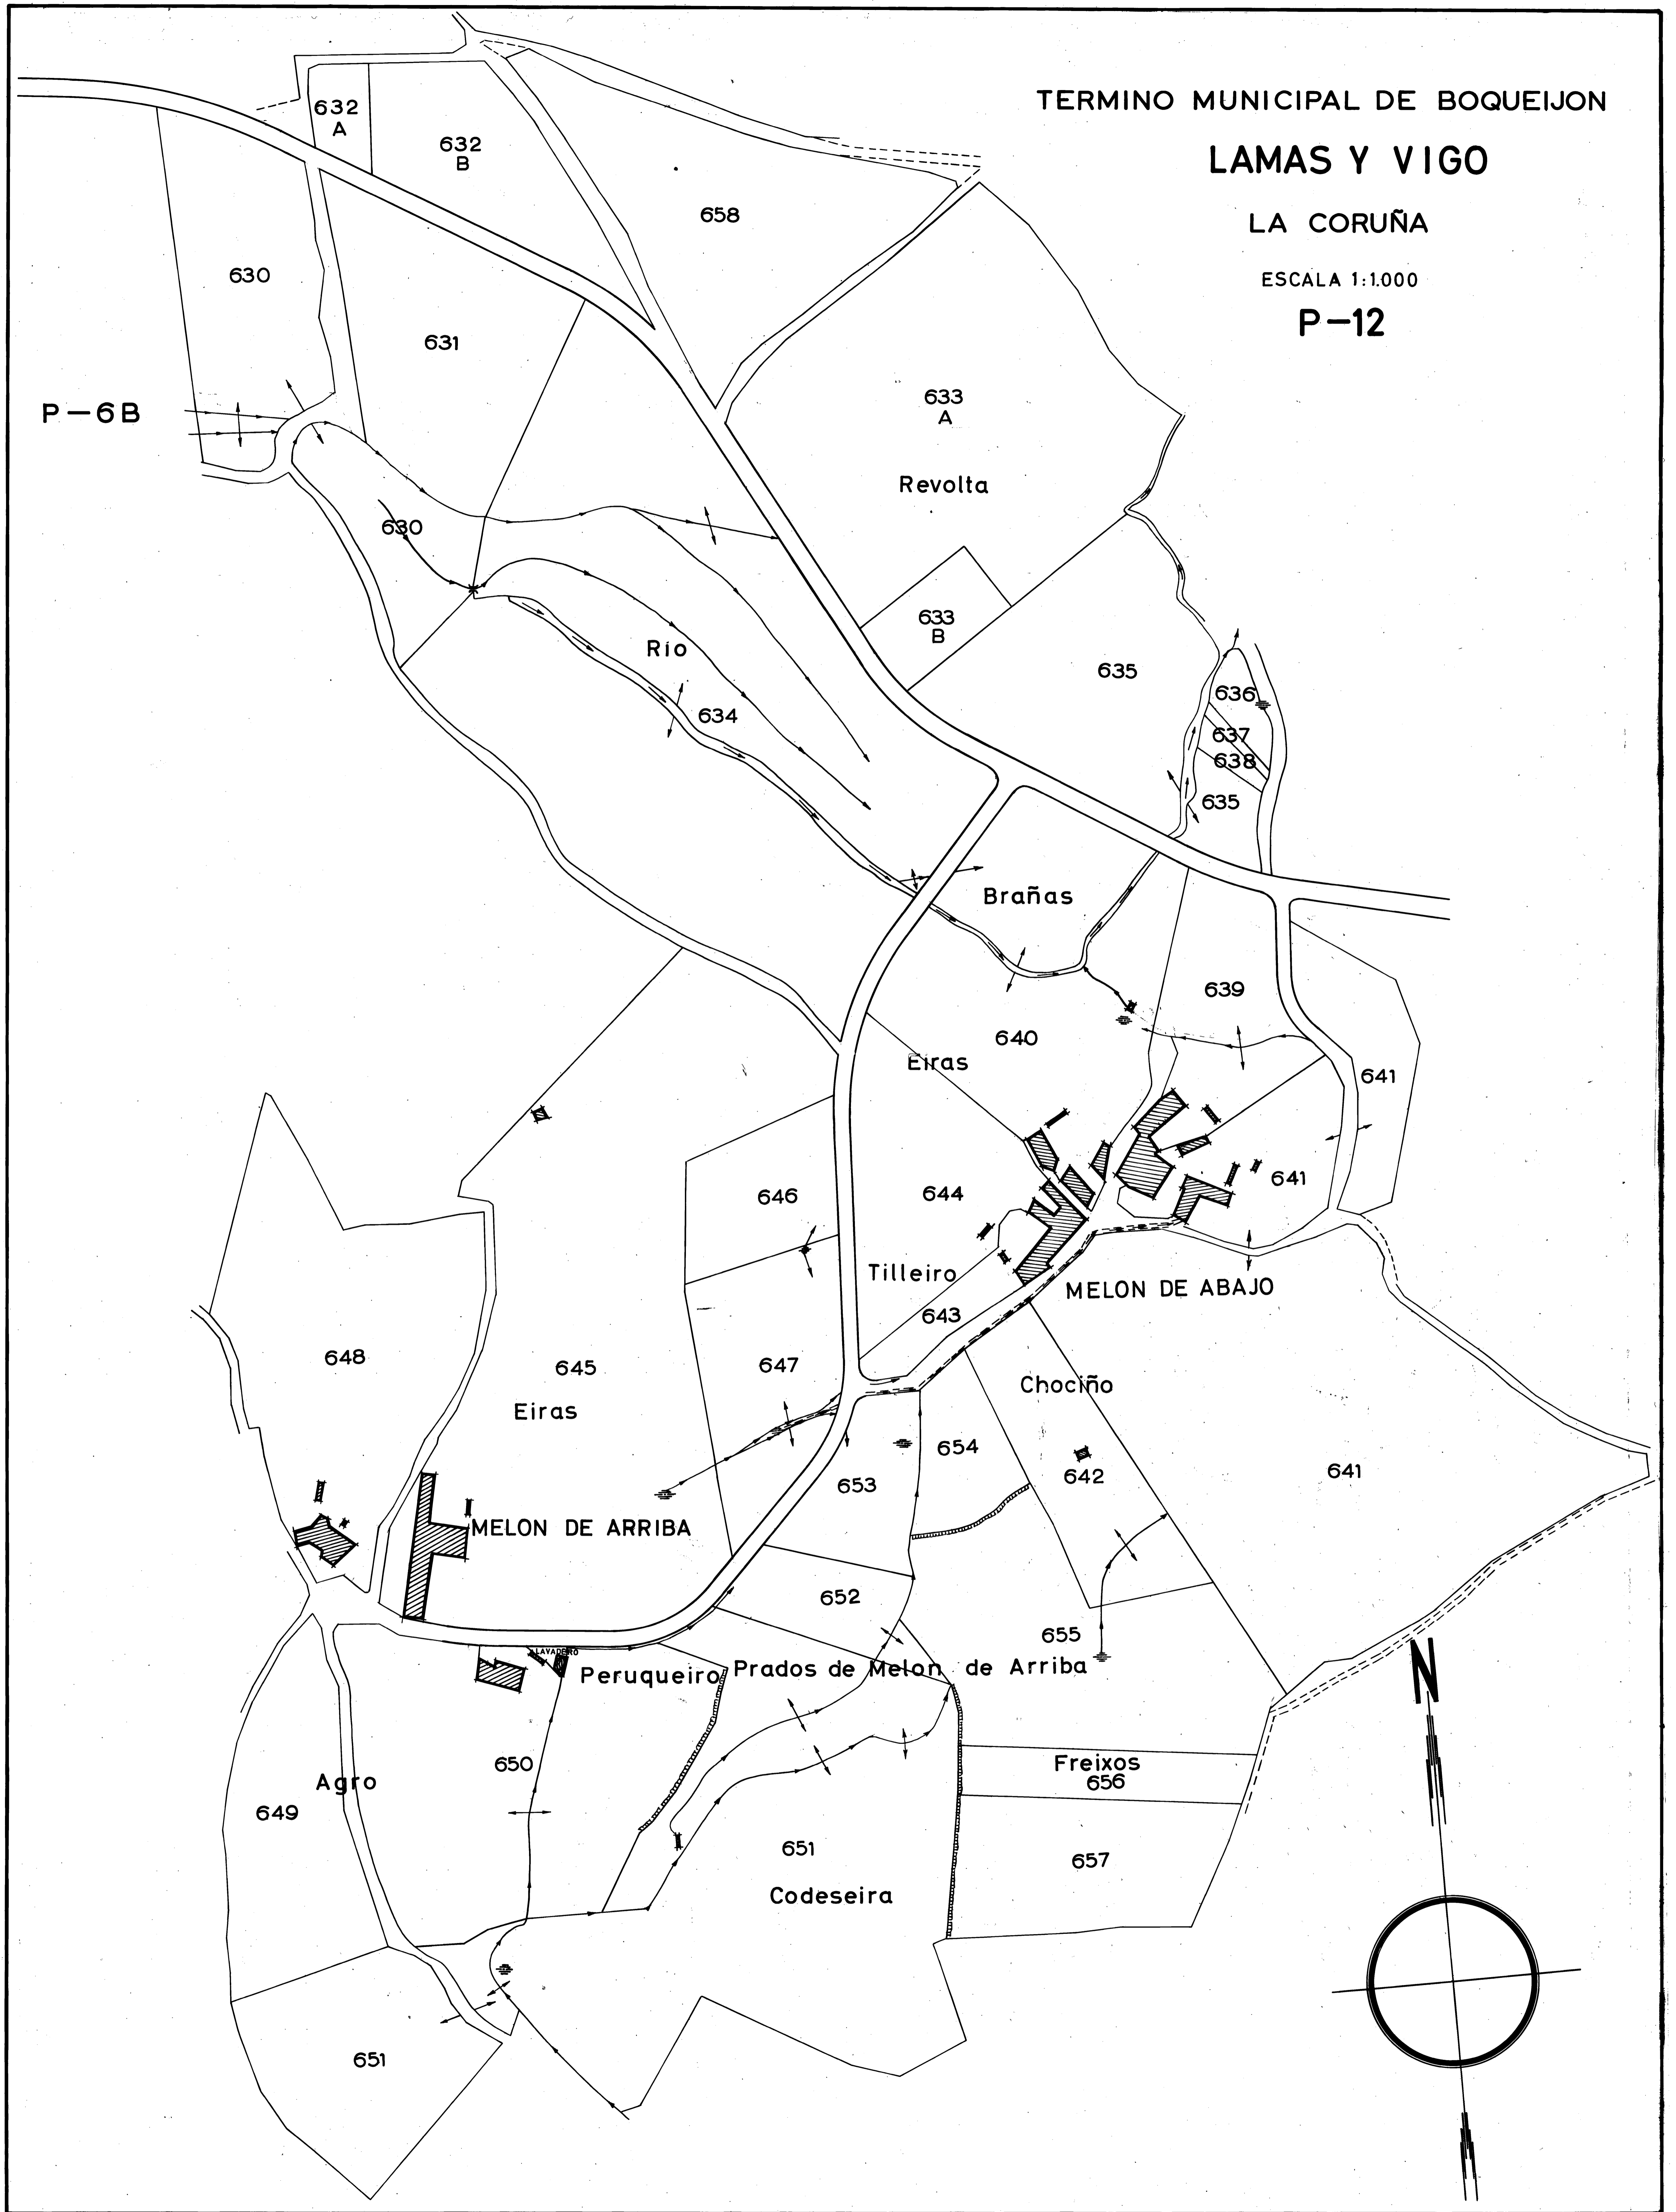 TERMINO MUNICIPAL DE BOQUEIJON
LAMAS Y VIGO
LA CORUÑA
ESCALA 1:1.000
P-12
632
A
632
B
658
630
631
P-6B
633
A
Revolta
630
633
B
Rio
635
634
636
637
638
635
Brañas
639
640
Eiras
641
646
644
641
Tilleiro
MELON DE ABAJO
643
648
645
647
Chociño
Eiras
654
642
641
653
MELON DE ARRIBA
652
655
LAVADERO
Peruqueiro
Prados de Melon de Arriba
N
650
Freixos
656
Agro
649
651
657
Codeseira
651